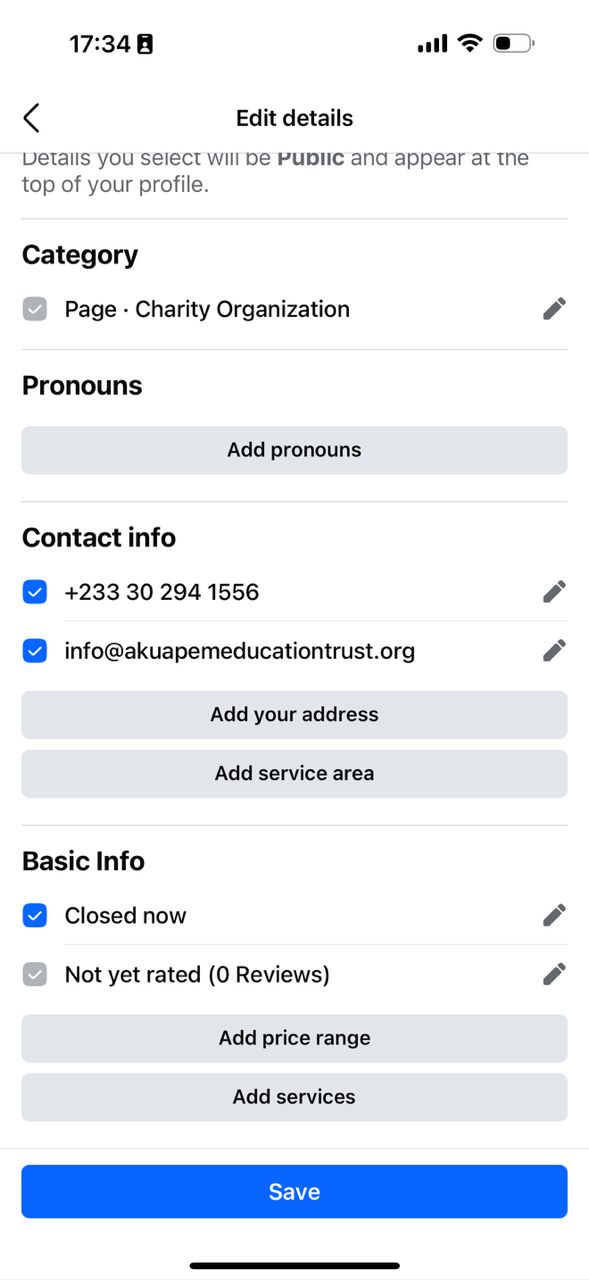 17:34
Edit details
Details you select will be Public and appear at the
top of your profile.
Category
Page · Charity Organization
Pronouns
Add pronouns
Contact info
+233 30 294 1556
info@akuapemeducationtrust.org
Add your address
Add service area
Basic Info
Closed now
Not yet rated (0 Reviews)
Add price range
Add services
Save